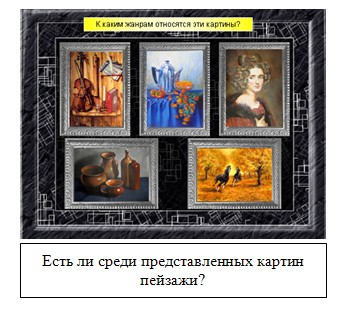 К каким жанрам относятся эти картины?
Есть ли среди представленных картин
пейзажи?